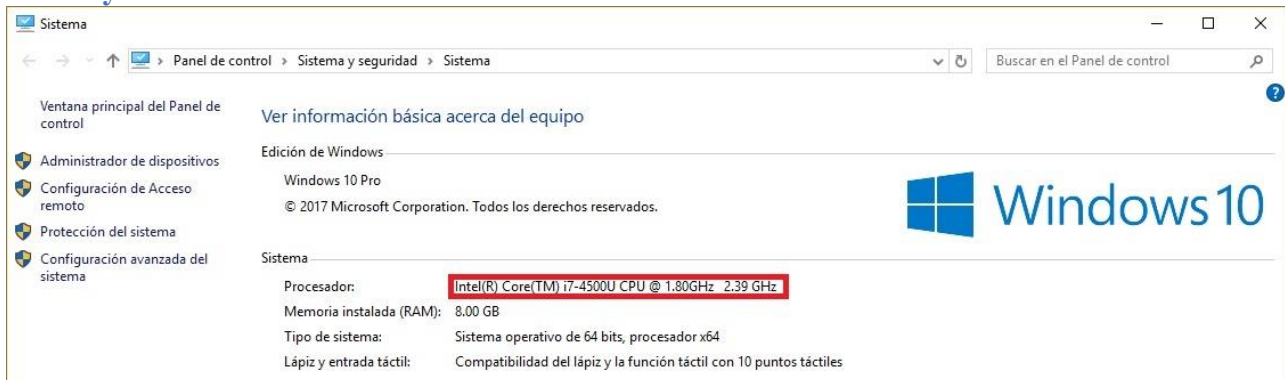 Sistema
Panel de control › Sistema y seguridad › Sistema
Buscar en el Panel de control
Ventana principal del Panel de
control
Administrador de dispositivos
Configuración de Acceso
remoto
Protección del sistema
Configuración avanzada del
sistema
Ver información básica acerca del equipo
Edición de Windows
Windows 10 Pro
© 2017 Microsoft Corporation. Todos los derechos reservados.
Windows 10
Sistema
Procesador: Intel(R) Core(TM) i7-4500U CPU @ 1.80GHz 2.39 GHz
Memoria instalada (RAM): 8.00 GB
Tipo de sistema: Sistema operativo de 64 bits, procesador x64
Lápiz y entrada táctil: Compatibilidad del lápiz y la función táctil con 10 puntos táctiles